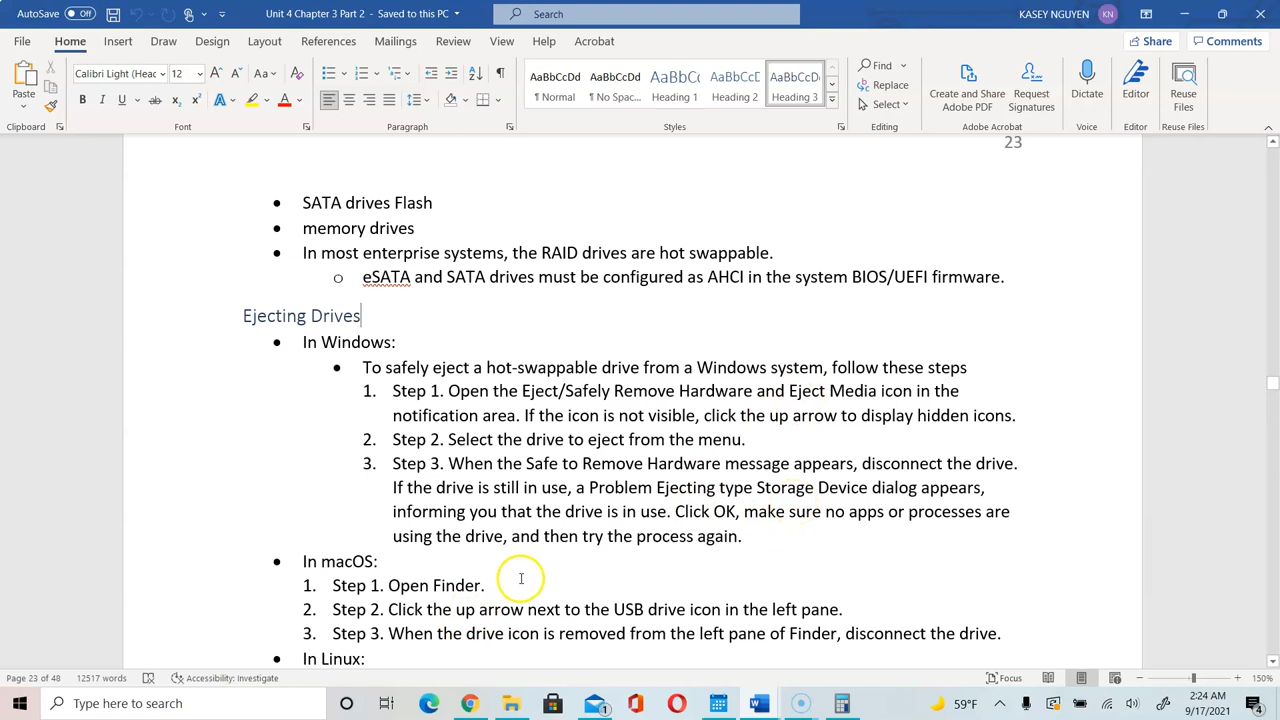 AutoSave Off Unit 4 Chapter 3 Part 2 - Saved to this PC Search KASEY NGUYEN KN
File Home Insert Draw Design Layout References Mailings Review View Help Acrobat Share Comments
Paste Calibri Light (Headi 12 AaBbCcDd AaBbCcDd AaBbC AaBbCcD AaBbCcD Find Replace Select
¶ Normal ¶ No Spac... Heading 1 Heading 2 Heading 3 Create and Share Adobe PDF Request Signatures Dictate Editor Reuse Files
Clipboard Font Paragraph Styles Editing Adobe Acrobat Voice Editor Reuse Files
23
• SATA drives Flash
• memory drives
• In most enterprise systems, the RAID drives are hot swappable.
o eSATA and SATA drives must be configured as AHCI in the system BIOS/UEFI firmware.
Ejecting Drives
• In Windows:
• To safely eject a hot-swappable drive from a Windows system, follow these steps
1. Step 1. Open the Eject/Safely Remove Hardware and Eject Media icon in the
notification area. If the icon is not visible, click the up arrow to display hidden icons.
2. Step 2. Select the drive to eject from the menu.
3. Step 3. When the Safe to Remove Hardware message appears, disconnect the drive.
If the drive is still in use, a Problem Ejecting type Storage Device dialog appears,
informing you that the drive is in use. Click OK, make sure no apps or processes are
using the drive, and then try the process again.
• In macOS:
1. Step 1. Open Finder.
2. Step 2. Click the up arrow next to the USB drive icon in the left pane.
3. Step 3. When the drive icon is removed from the left pane of Finder, disconnect the drive.
• In Linux:
Page 23 of 48 12517 words Accessibility: Investigate Focus 150%
Type here to search 59°F 2:24 AM
9/17/2021